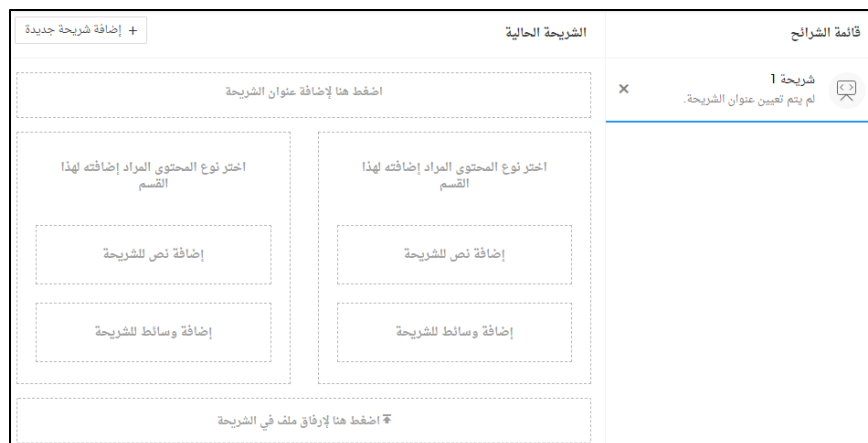 قائمة الشرائح
شريحة 1
لم يتم تعيين عنوان الشريحة.
الشريحة الحالية
+ إضافة شريحة جديدة
اضغط هنا لإضافة عنوان الشريحة
اختر نوع المحتوى المراد إضافته لهذا
القسم
إضافة نص للشريحة
إضافة وسائط للشريحة
اختر نوع المحتوى المراد إضافته لهذا
القسم
إضافة نص للشريحة
إضافة وسائط للشريحة
اضغط هنا لإرفاق ملف في الشريحة